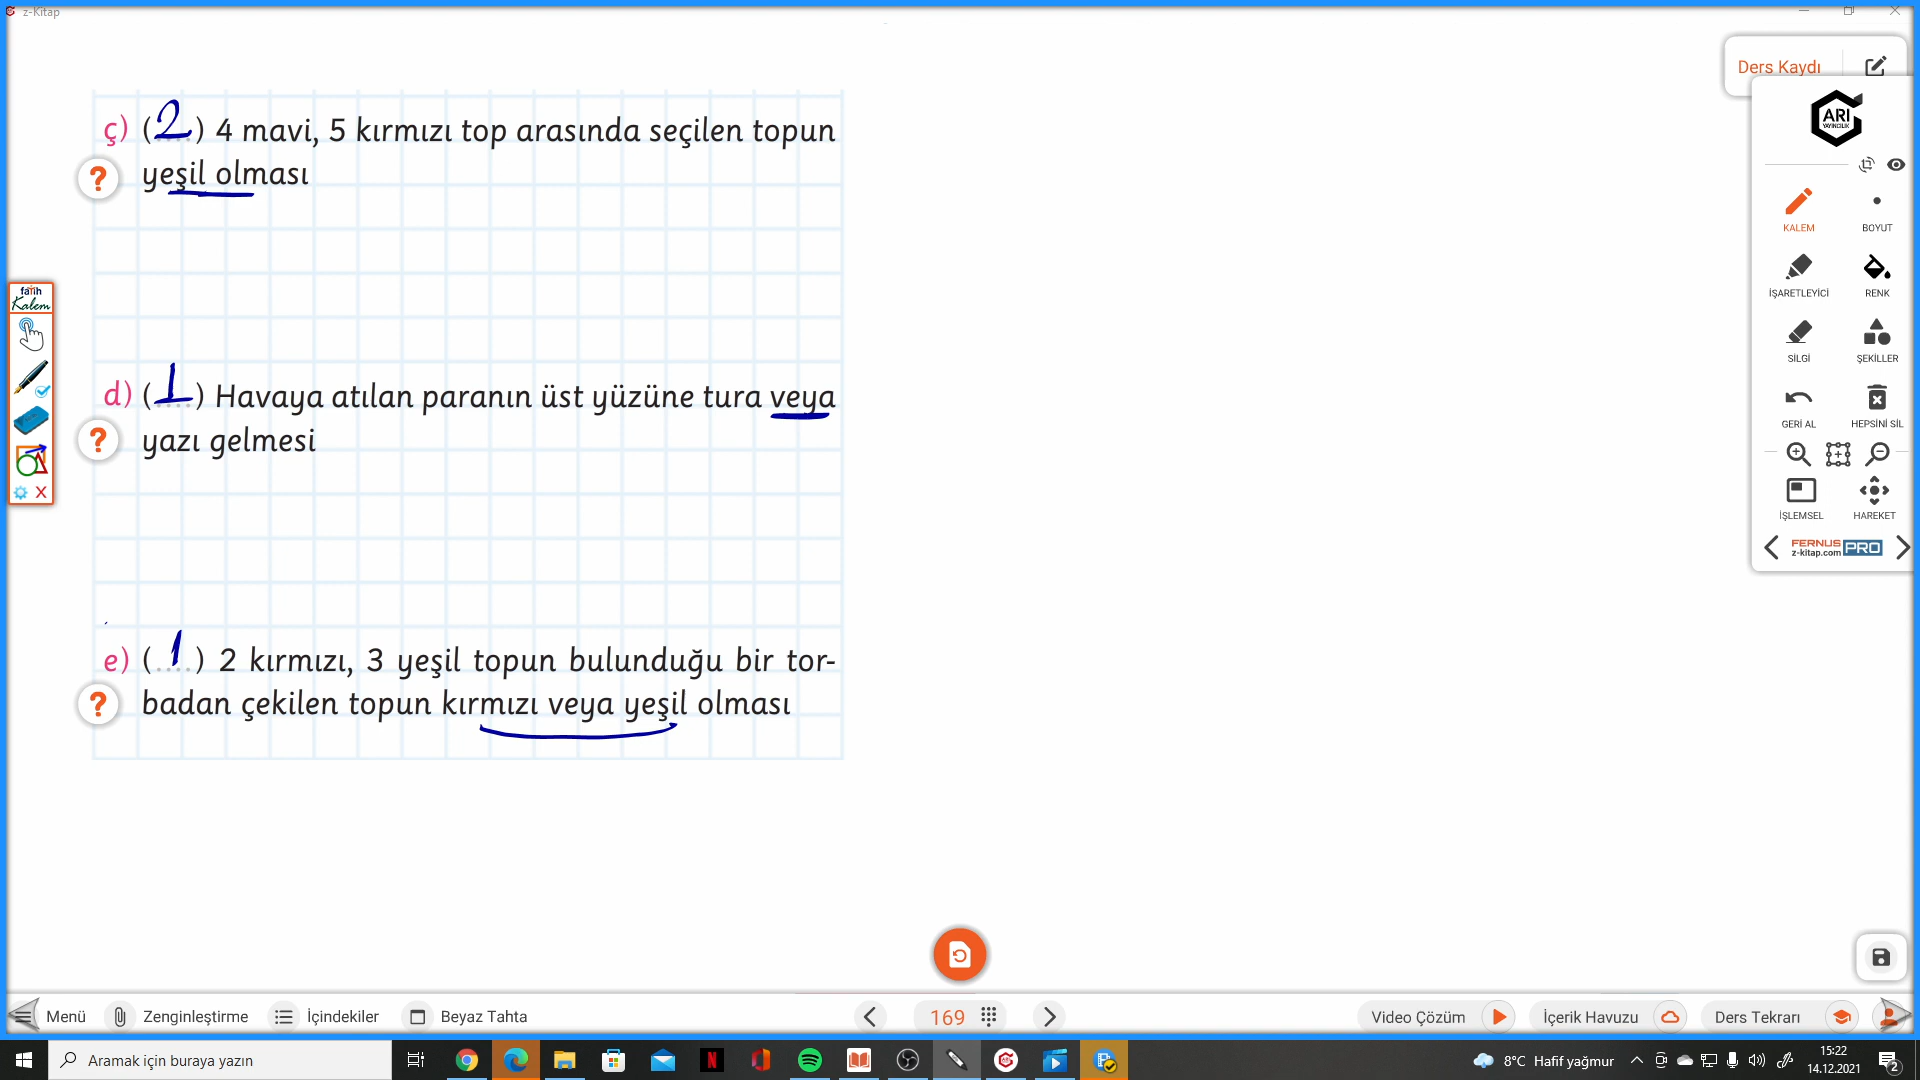 z-Kitap
Ders Kaydı
ARI
YAYINCILIK
ç) (2) 4 mavi, 5 kırmızı top arasında seçilen topun
? yeşil olması
KALEM BOYUT
fatih
Kalem
İŞARETLEYİCİ RENK
SİLGİ ŞEKİLLER
d) (1) Havaya atılan paranın üst yüzüne tura veya
? yazı gelmesi
GERİ AL HEPSİNİ SİL
X
İŞLEMSEL HAREKET
FERNUS
z-kitap.com PRO
e) (1) 2 kırmızı, 3 yeşil topun bulunduğu bir tor-
? badan çekilen topun kırmızı veya yeşil olması
Menü Zenginleştirme İçindekiler Beyaz Tahta 169 Video Çözüm İçerik Havuzu Ders Tekrarı
Aramak için buraya yazın 8°C Hafif yağmur 15:22
14.12.2021 2